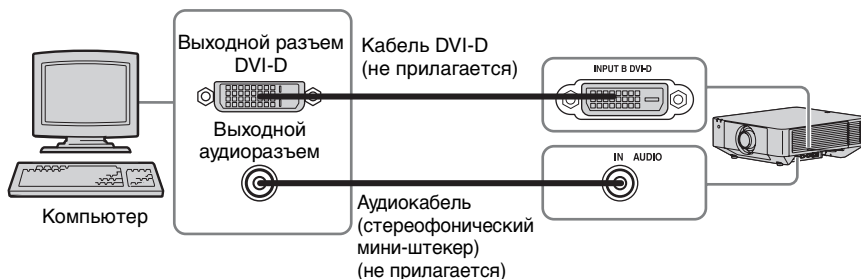 Выходной разъем
DVI-D
Кабель DVI-D
(не прилагается)
INPUT B DVI-D
Выходной
аудиоразъем
IN AUDIO
Компьютер
Аудиокабель
(стереофонический
мини-штекер)
(не прилагается)